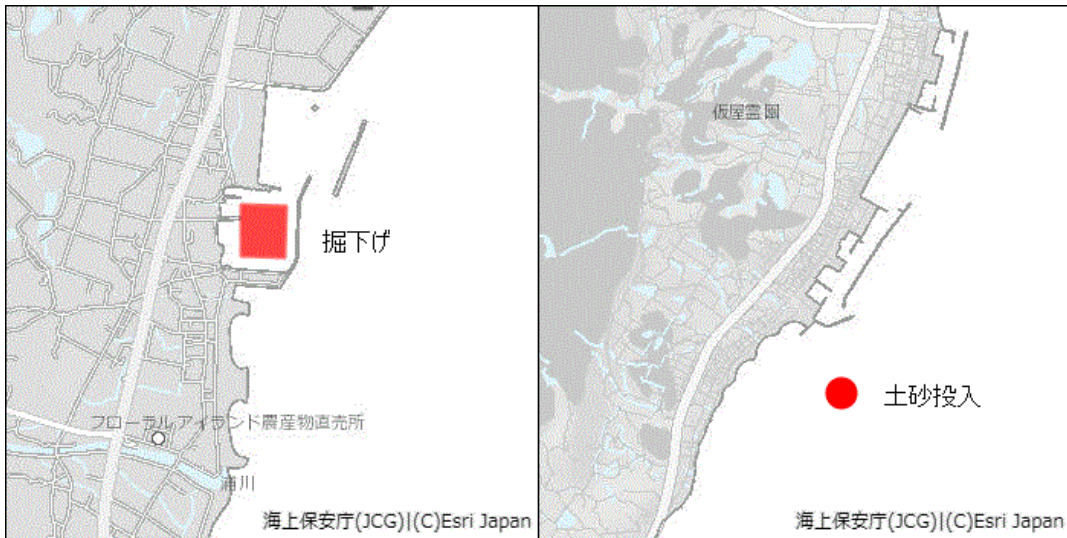 掘下げ
フローラルアイランド農産物直売所
浦川
海上保安庁(JCG)|(C)Esri Japan
仮屋霊園
土砂投入
海上保安庁(JCG)|(C)Esri Japan